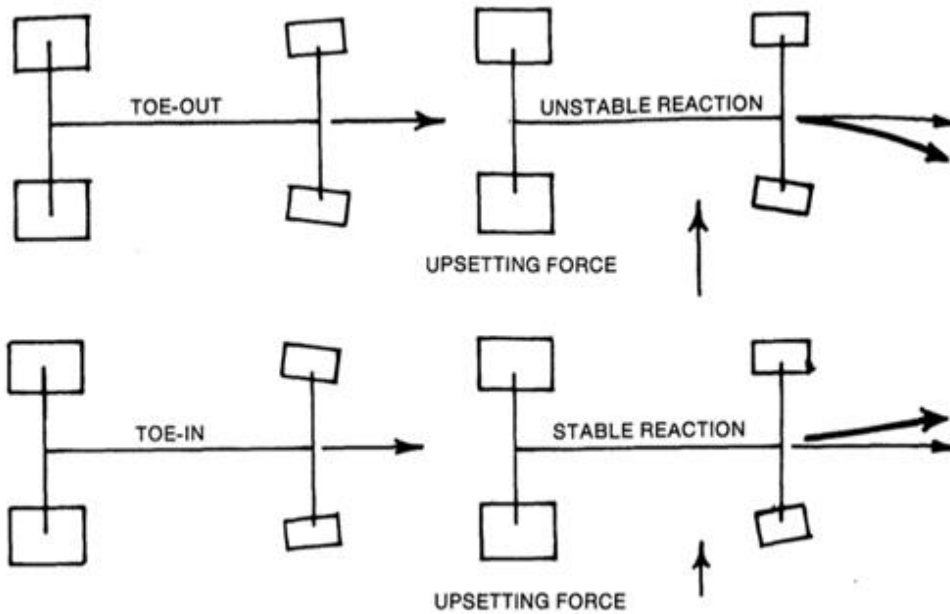 TOE-OUT
UNSTABLE REACTION
UPSETTING FORCE
TOE-IN
STABLE REACTION
UPSETTING FORCE